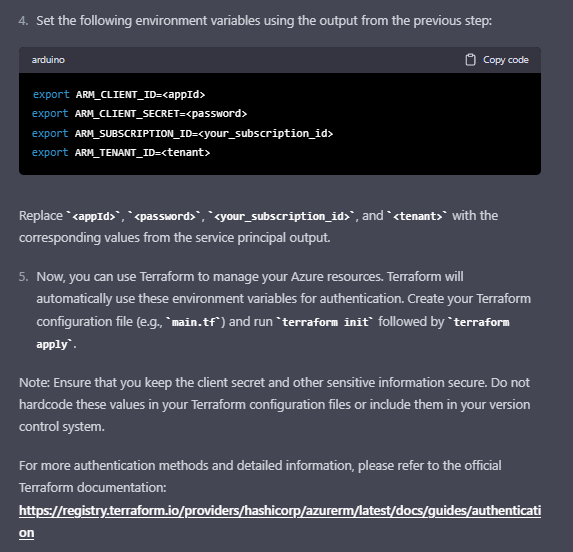 4. Set the following environment variables using the output from the previous step:
arduino
Copy code
export ARM_CLIENT_ID=<appId>
export ARM_CLIENT_SECRET=<password>
export ARM_SUBSCRIPTION_ID=<your_subscription_id>
export ARM_TENANT_ID=<tenant>
Replace `<appId>`, `<password>`, `<your_subscription_id>`, and `<tenant>` with the
corresponding values from the service principal output.
5. Now, you can use Terraform to manage your Azure resources. Terraform will
automatically use these environment variables for authentication. Create your Terraform
configuration file (e.g., `main.tf`) and run `terraform init` followed by `terraform
apply`.
Note: Ensure that you keep the client secret and other sensitive information secure. Do not
hardcode these values in your Terraform configuration files or include them in your version
control system.
For more authentication methods and detailed information, please refer to the official
Terraform documentation:
https://registry.terraform.io/providers/hashicorp/azurerm/latest/docs/guides/authenticati
on